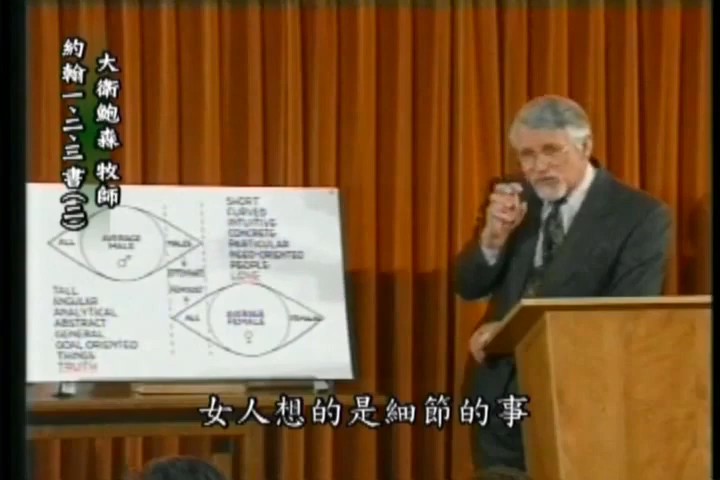 大衛鮑森 牧師
約翰一、二、三書(二)
SHORT
CURVED
INTUITIVE
CONCRETE
PARTICULAR
NEED-ORIENTED
PEOPLE
LOVE
ALL
AVERAGE
MALE
♂
MALES
ALL
AVERAGE
FEMALE
♀
FEMALES
TALL
ANGULAR
ANALYTICAL
ABSTRACT
GENERAL
GOAL ORIENTED
THINGS
TRUTH
女人想的是細節的事